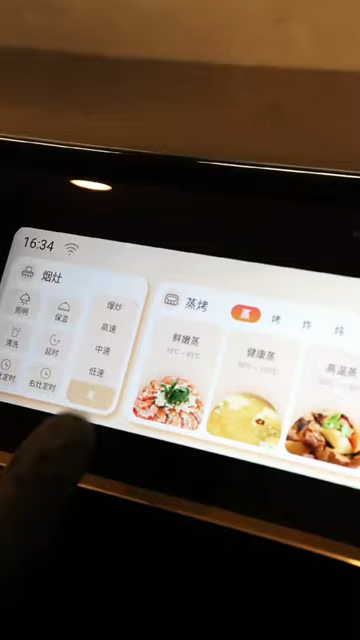 16:34
烟灶
照明
保温
清洗
延时
灶定时
右灶定时
爆炒
高速
中速
低速
蒸烤
蒸
烤
炸
炖
鲜嫩蒸
健康蒸
高温蒸